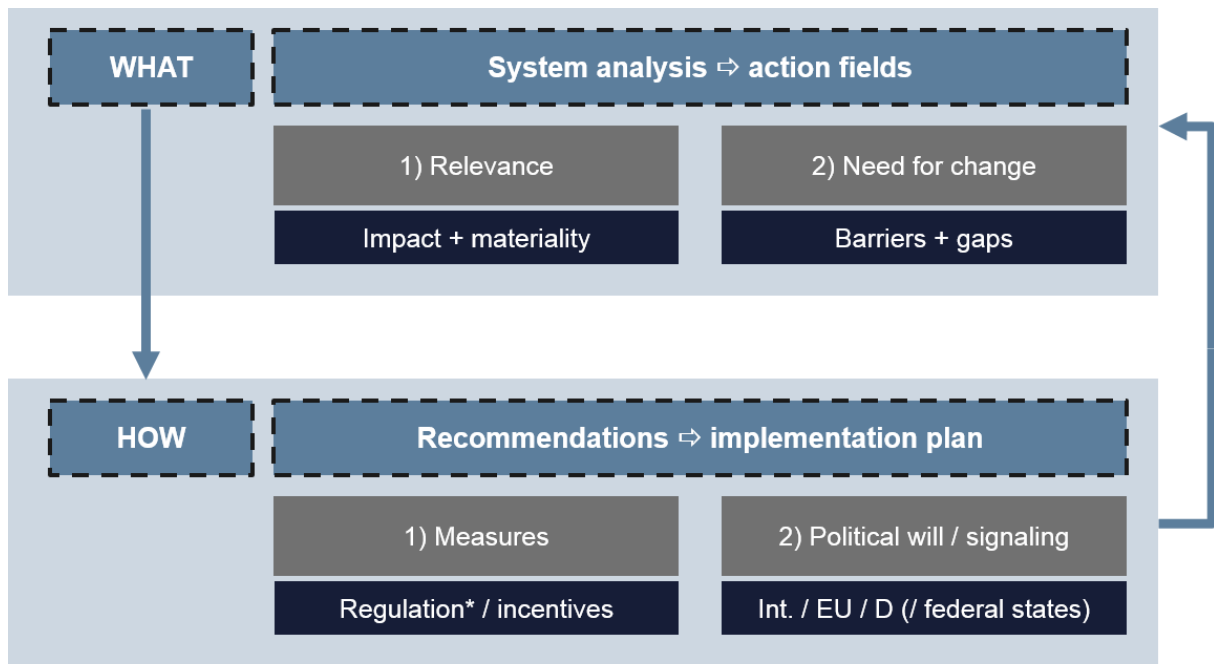 WHAT
System analysis ⇨ action fields
1) Relevance
2) Need for change
Impact + materiality
Barriers + gaps
HOW
Recommendations ⇨ implementation plan
1) Measures
2) Political will / signaling
Regulation* / incentives
Int. / EU / D (/ federal states)